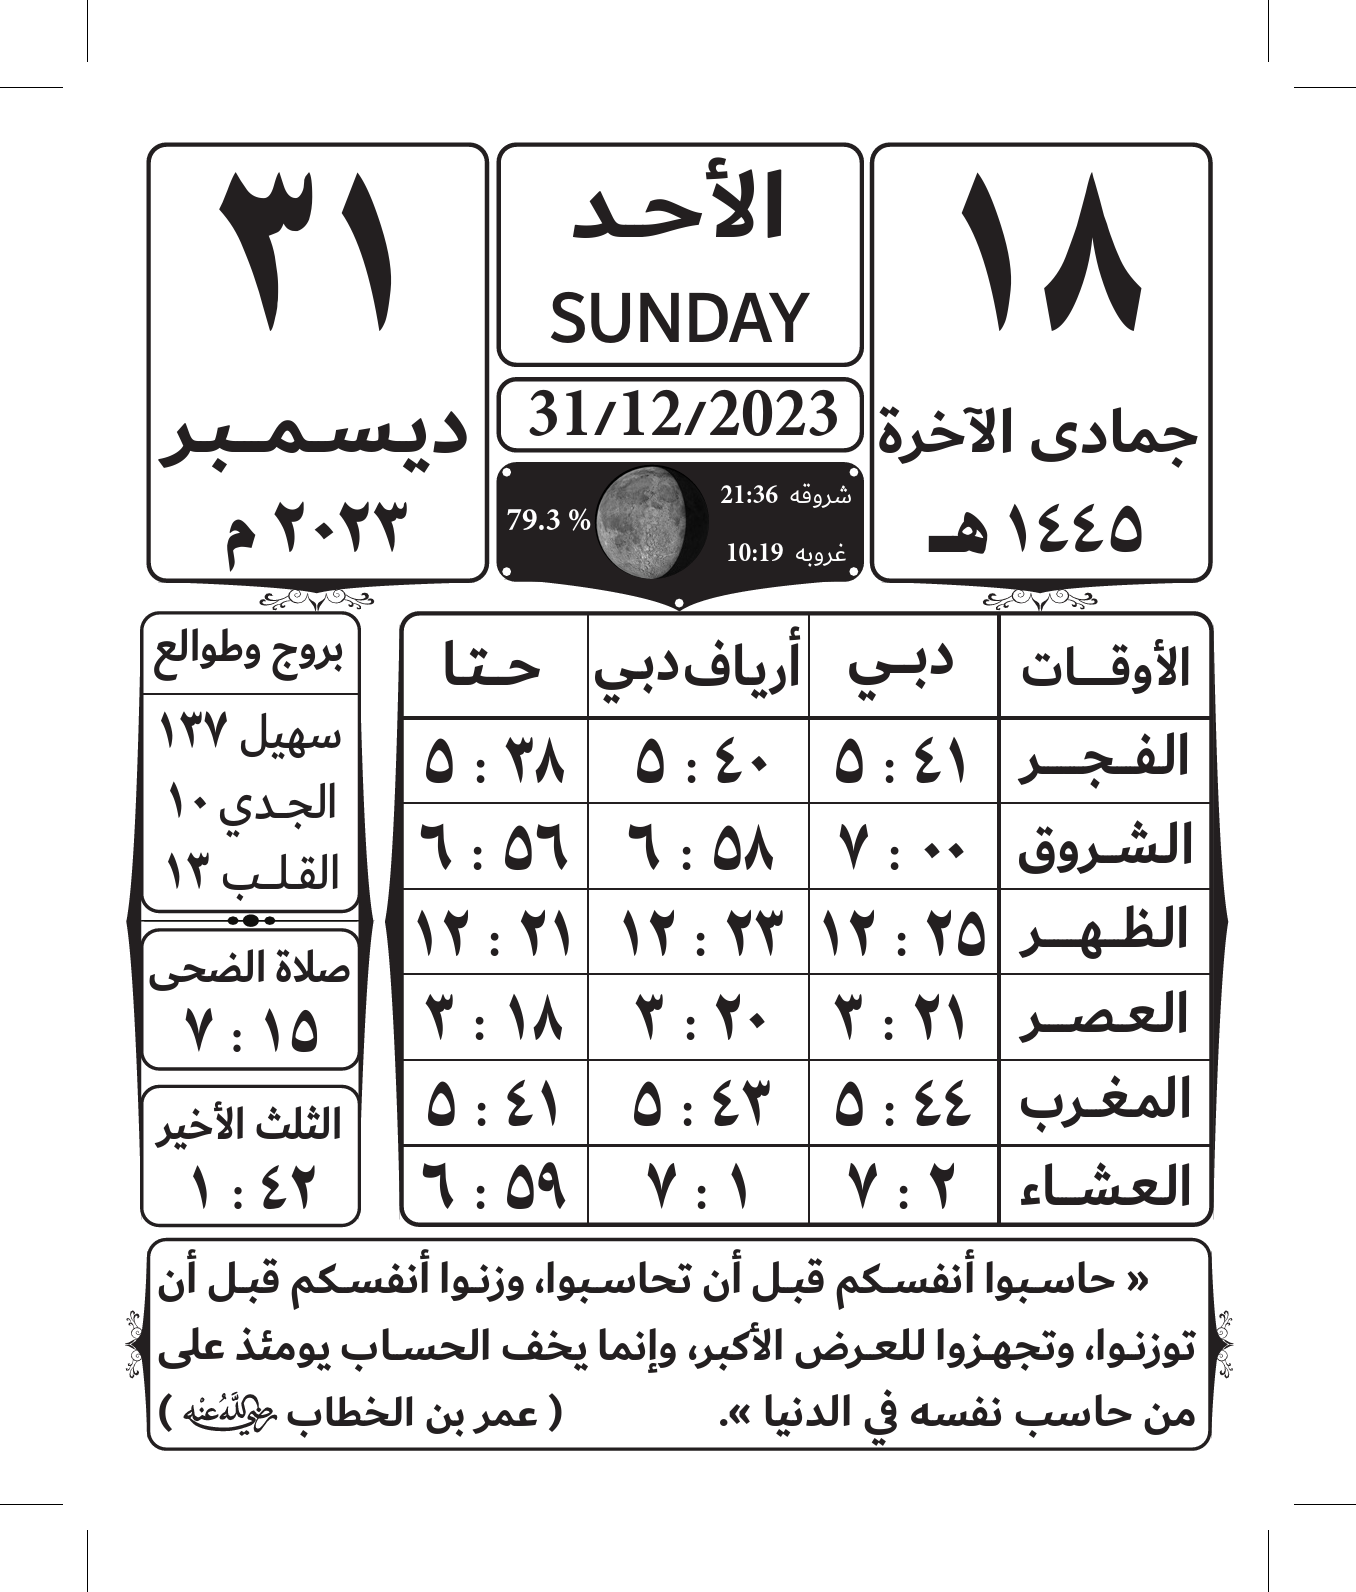 ١٨
جمادى الآخرة
١٤٤٥ هـ
الأحد
SUNDAY
31/12/2023
شروقه 21:36
غروبه 10:19
79.3 %
٣١
ديسمبر
٢٠٢٣ م
الأوقات دبي أرياف دبي حتا
الفجر ٥ : ٤١ ٥ : ٤٠ ٥ : ٣٨
الشروق ٧ : ٠٠ ٦ : ٥٨ ٦ : ٥٦
الظهر ١٢ : ٢٥ ١٢ : ٢٣ ١٢ : ٢١
العصر ٣ : ٢١ ٣ : ٢٠ ٣ : ١٨
المغرب ٥ : ٤٤ ٥ : ٤٣ ٥ : ٤١
العشاء ٧ : ٢ ٧ : ١ ٦ : ٥٩
بروج وطوالع
سهيل ١٣٧
الجدي ١٠
القلب ١٣
صلاة الضحى
٧ : ١٥
الثلث الأخير
١ : ٤٢
« حاسبوا أنفسكم قبل أن تحاسبوا، وزنوا أنفسكم قبل أن
توزنوا، وتجهزوا للعرض الأكبر، وإنما يخف الحساب يومئذ على
من حاسب نفسه في الدنيا ». ( عمر بن الخطاب رضي الله عنه )